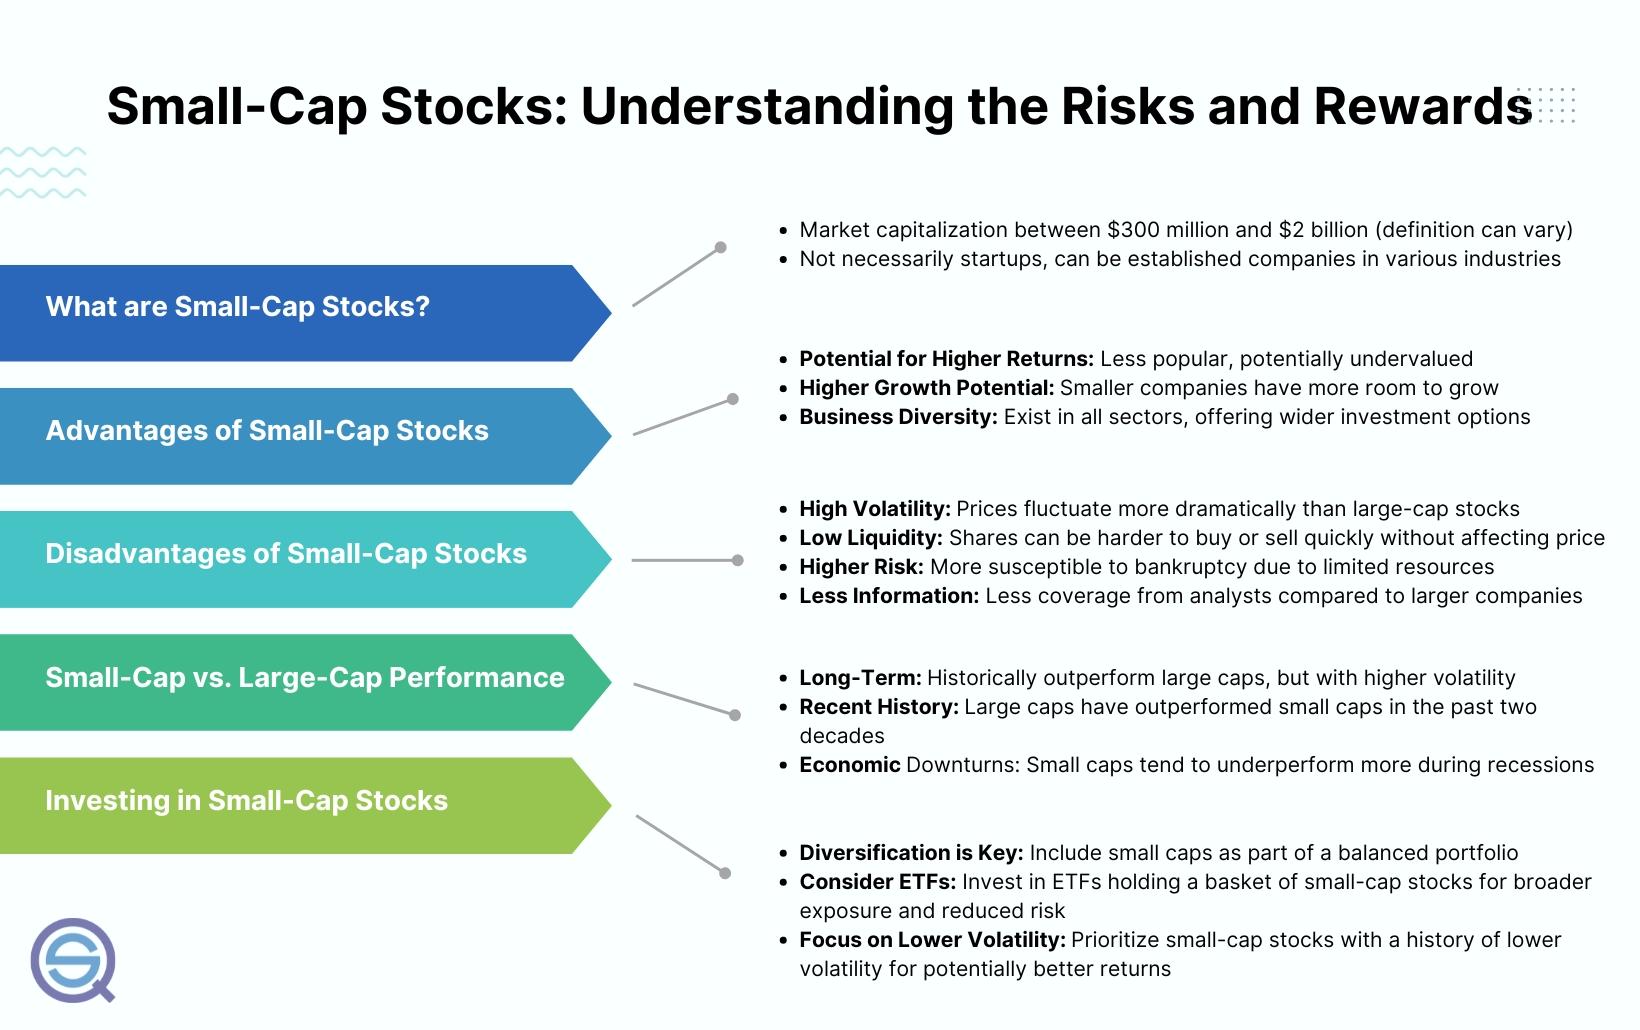 Small-Cap Stocks: Understanding the Risks and Rewards
What are Small-Cap Stocks?
• Market capitalization between $300 million and $2 billion (definition can vary)
• Not necessarily startups, can be established companies in various industries
Advantages of Small-Cap Stocks
• Potential for Higher Returns: Less popular, potentially undervalued
• Higher Growth Potential: Smaller companies have more room to grow
• Business Diversity: Exist in all sectors, offering wider investment options
Disadvantages of Small-Cap Stocks
• High Volatility: Prices fluctuate more dramatically than large-cap stocks
• Low Liquidity: Shares can be harder to buy or sell quickly without affecting price
• Higher Risk: More susceptible to bankruptcy due to limited resources
• Less Information: Less coverage from analysts compared to larger companies
Small-Cap vs. Large-Cap Performance
• Long-Term: Historically outperform large caps, but with higher volatility
• Recent History: Large caps have outperformed small caps in the past two
decades
• Economic Downturns: Small caps tend to underperform more during recessions
Investing in Small-Cap Stocks
• Diversification is Key: Include small caps as part of a balanced portfolio
• Consider ETFs: Invest in ETFs holding a basket of small-cap stocks for broader
exposure and reduced risk
• Focus on Lower Volatility: Prioritize small-cap stocks with a history of lower
volatility for potentially better returns